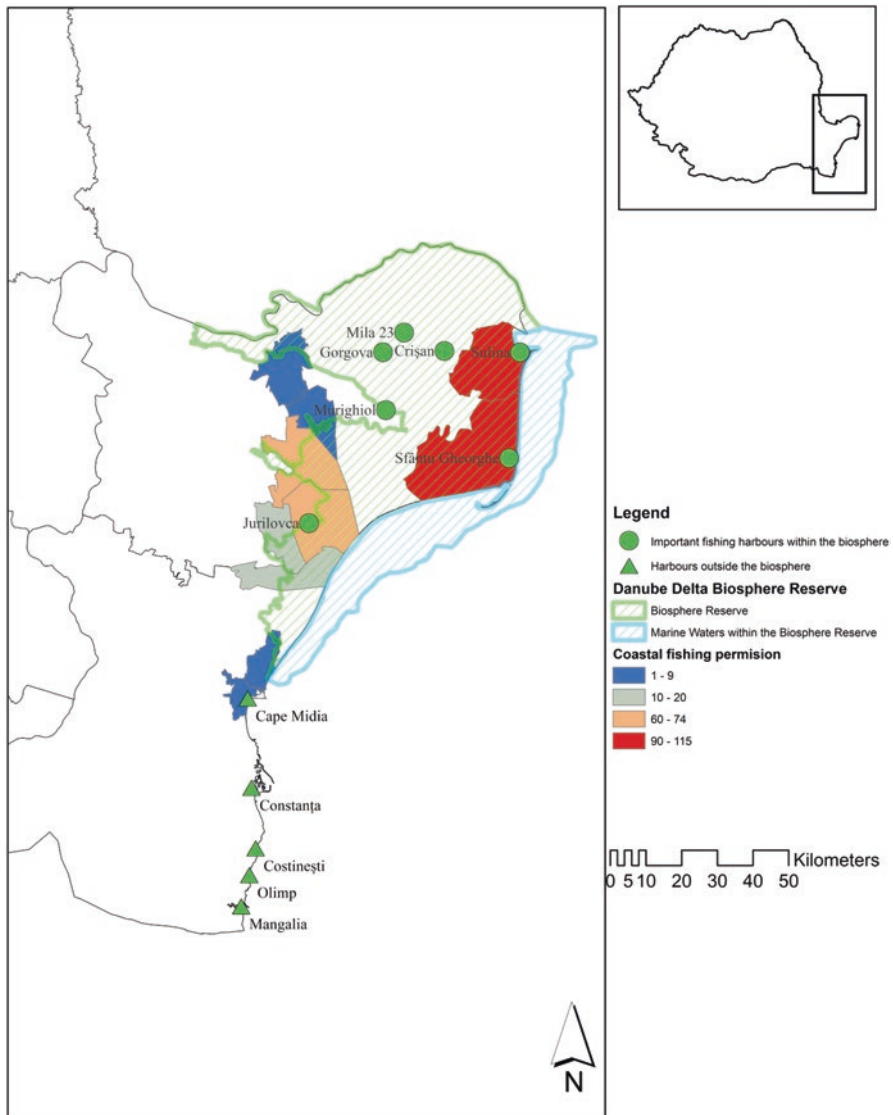 Mila 23
Gorgova
Crişan
Sulina
Murighiol
Sfântu Gheorghe
Jurilovca
Cape Midia
Constanţa
Costineşti
Olimp
Mangalia
N
Legend
Important fishing harbours within the biosphere
Harbours outside the biosphere
Danube Delta Biosphere Reserve
Biosphere Reserve
Marine Waters within the Biosphere Reserve
Coastal fishing permision
1 - 9
10 - 20
60 - 74
90 - 115
Kilometers
0 5 10 20 30 40 50